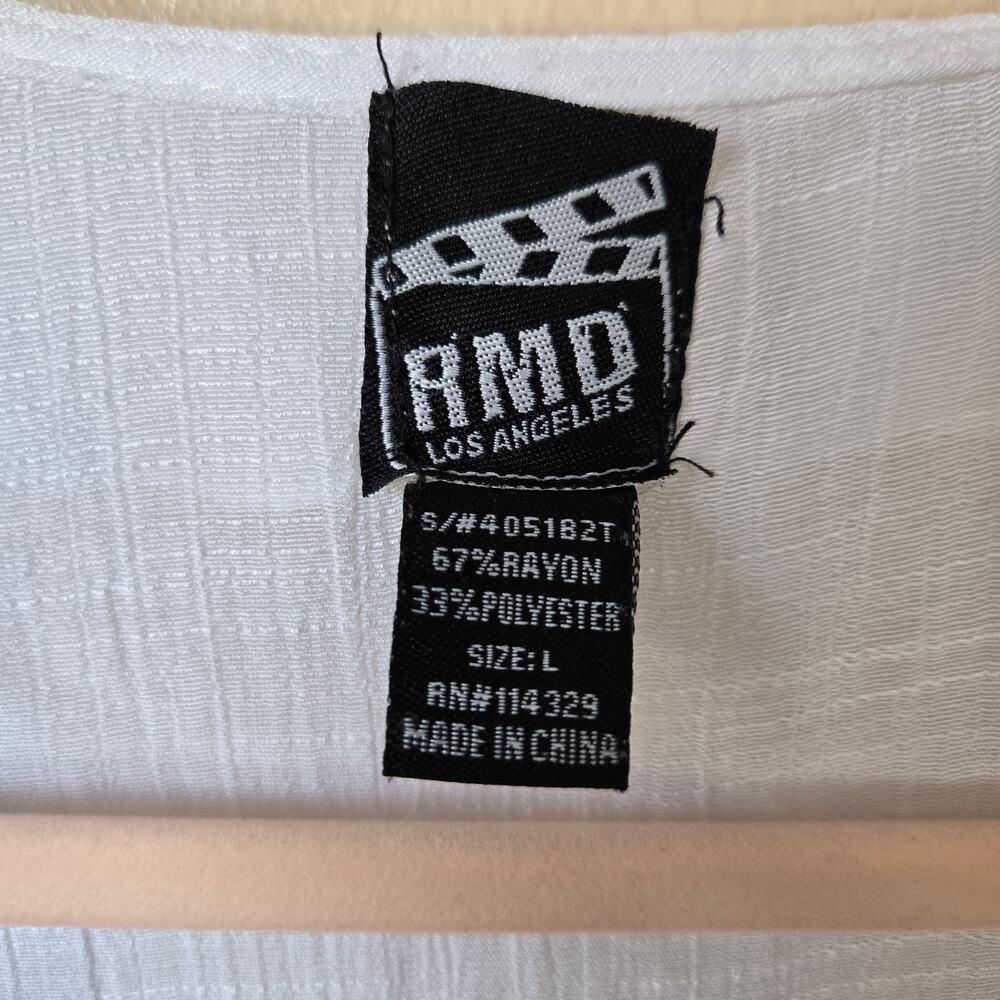 RMD
LOS ANGELES
S/#405182T
67%RAYON
33%POLYESTER
SIZE: L
RN#114329
MADE IN CHINA